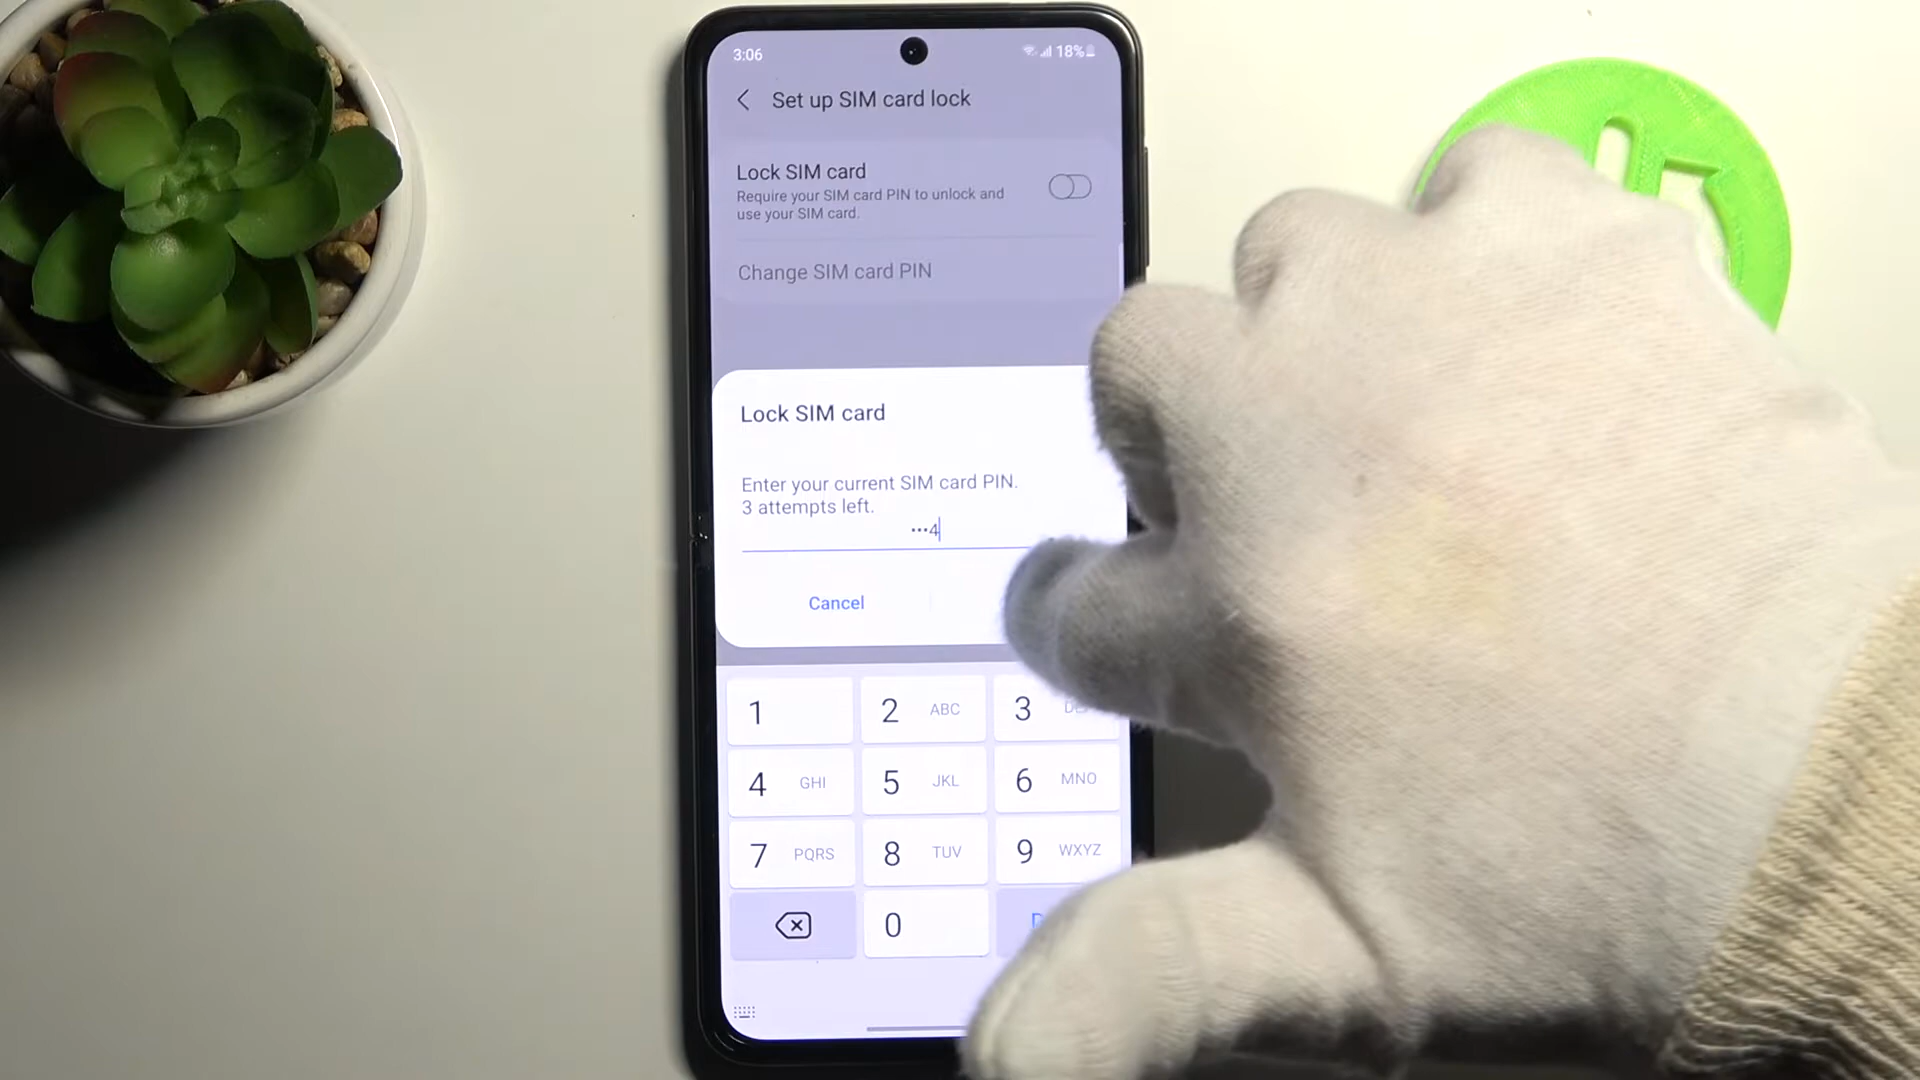 3:06
18%
Set up SIM card lock
Lock SIM card
Require your SIM card PIN to unlock and
use your SIM card.
Change SIM card PIN
Lock SIM card
Enter your current SIM card PIN.
3 attempts left.
•••4
Cancel
1
2 ABC
3
4 GHI
5 JKL
6 MNO
7 PQRS
8 TUV
9 WXYZ
0